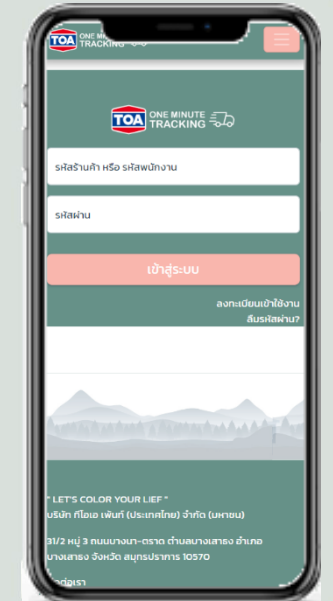 TOA ONE MINUTE
TRACKING
TOA ONE MINUTE
TRACKING
รหัสร้านค้า หรือ รหัสพนักงาน
รหัสผ่าน
เข้าสู่ระบบ
ลงทะเบียนเข้าใช้งาน
ลืมรหัสผ่าน?
" LET'S COLOR YOUR LIEF "
บริษัท ทีโอเอ เพ้นท์ (ประเทศไทย) จำกัด (มหาชน)
31/2 หมู่ 3 ถนนบางนา-ตราด ตำบลบางเสาธง อำเภอ
บางเสาธง จังหวัด สมุทรปราการ 10570
ติดต่อเรา